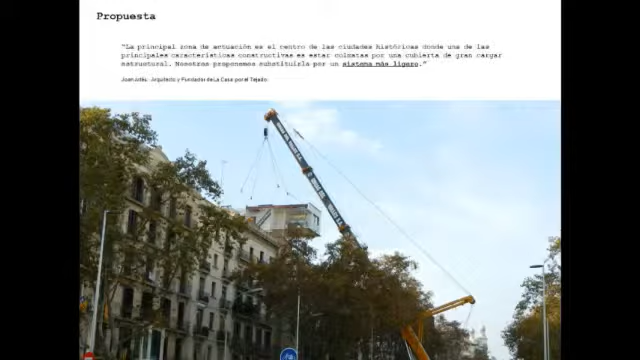 Propuesta
"La principal zona de actuación es el centro de las ciudades históricas donde una de las
principales características constructivas es estar colmatas por una cubierta de gran cargar
estructural. Nosotros proponemos substituirla por un sistema más ligero."
Joan Artés - Arquitecto y Fundador de La Casa por el Tejado.